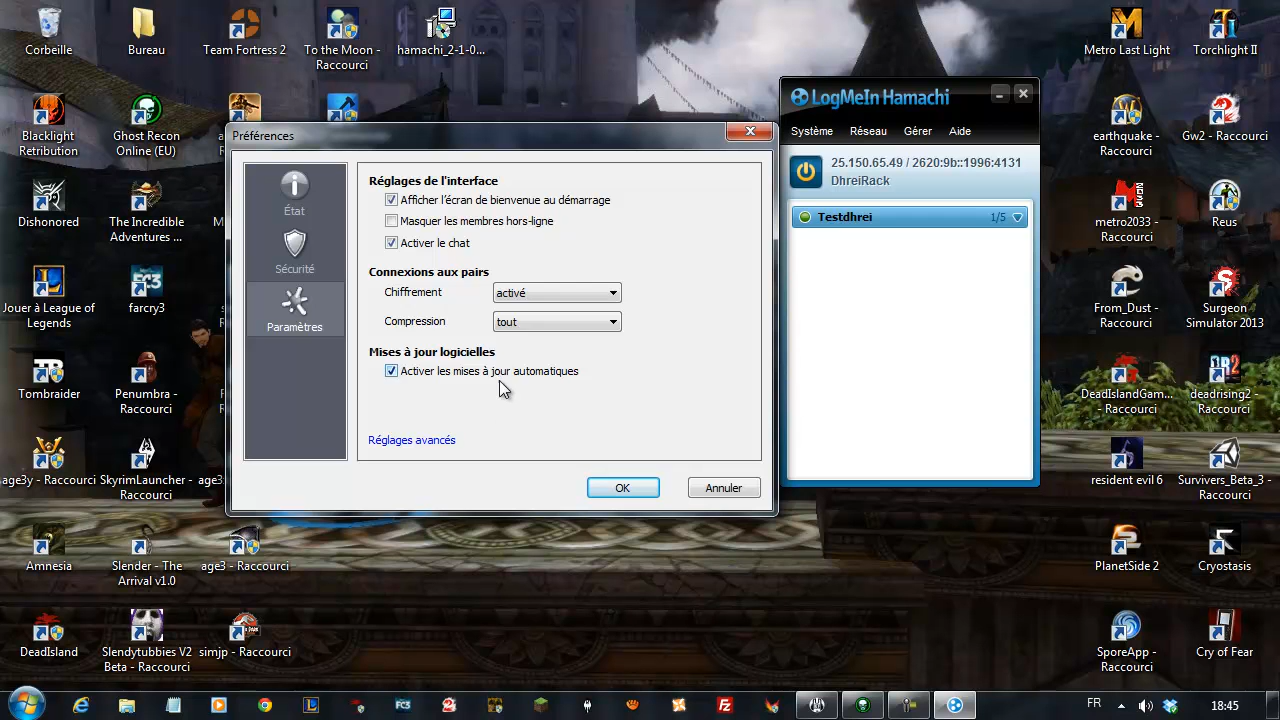 Corbeille
Bureau
Team Fortress 2
To the Moon -
Raccourci
hamachi_2-1-0...
Metro Last Light
Torchlight II
Blacklight
Retribution
Ghost Recon
Online (EU)
earthquake -
Raccourci
Gw2 - Raccourci
Dishonored
The Incredible
Adventures ...
metro2033 -
Raccourci
Reus
Jouer à League of
Legends
farcry3
From_Dust -
Raccourci
Surgeon
Simulator 2013
Tombraider
Penumbra -
Raccourci
DeadIslandGam...
- Raccourci
deadrising2 -
Raccourci
age3y - Raccourci
SkyrimLauncher -
Raccourci
age3
resident evil 6
Survivers_Beta_3 -
Raccourci
Amnesia
Slender - The
Arrival v1.0
age3 - Raccourci
PlanetSide 2
Cryostasis
DeadIsland
Slendytubbies V2
Beta - Raccourci
simjp - Raccourci
SporeApp -
Raccourci
Cry of Fear
Préférences
État
Sécurité
Paramètres
Réglages de l'interface
Afficher l'écran de bienvenue au démarrage
Masquer les membres hors-ligne
Activer le chat
Connexions aux pairs
Chiffrement
activé
Compression
tout
Mises à jour logicielles
Activer les mises à jour automatiques
Réglages avancés
OK
Annuler
LogMeIn Hamachi
Système Réseau Gérer Aide
25.150.65.49 / 2620:9b::1996:4131
DhreiRack
Testdhrei 1/5
FR
18:45